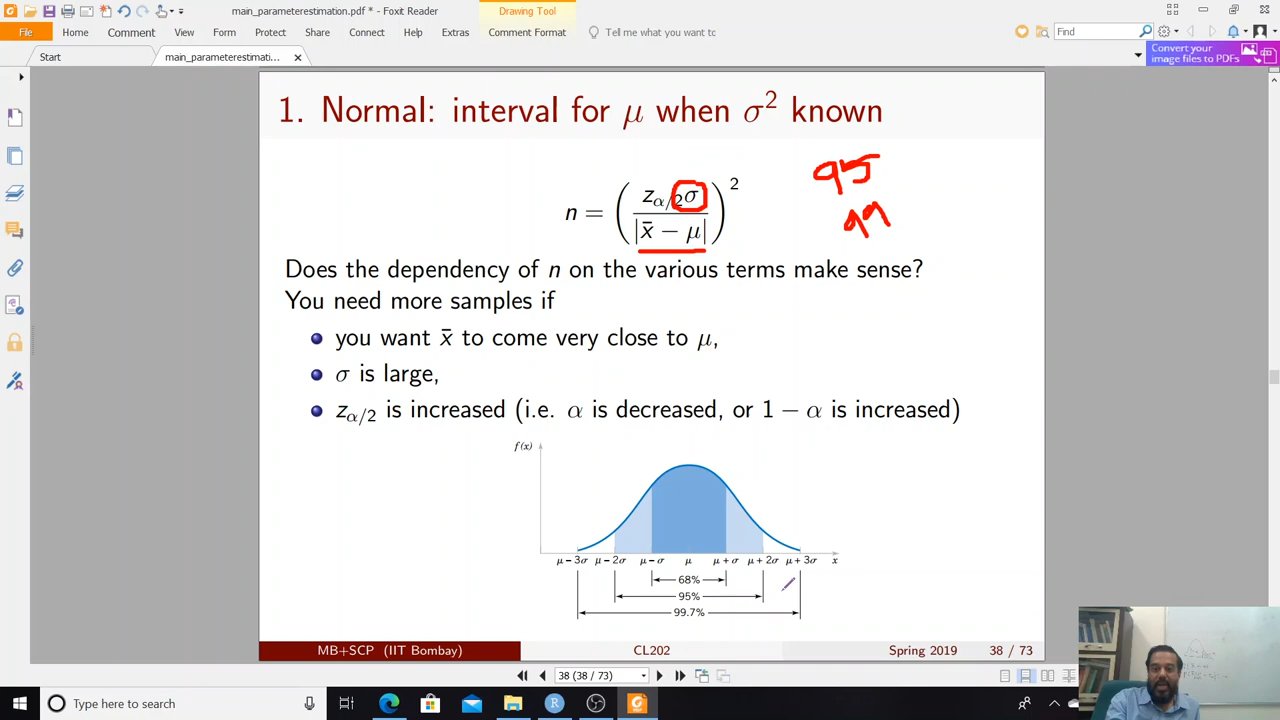 main_parameterestimation.pdf * - Foxit Reader
Drawing Tool
File Home Comment View Form Protect Share Connect Help Extras Comment Format Tell me what you want tc Find
Start main_parameterestimati...
Convert your
image files to PDFs
1. Normal: interval for μ when σ² known
n = (z_{α/2}σ / |x̄ − μ|)²
95
99
Does the dependency of n on the various terms make sense?
You need more samples if
you want x̄ to come very close to μ,
σ is large,
z_{α/2} is increased (i.e. α is decreased, or 1 − α is increased)
f(x)
μ − 3σ μ − 2σ μ − σ μ μ + σ μ + 2σ μ + 3σ x
68%
95%
99.7%
MB+SCP (IIT Bombay) CL202 Spring 2019 38 / 73
38 (38 / 73)
Type here to search